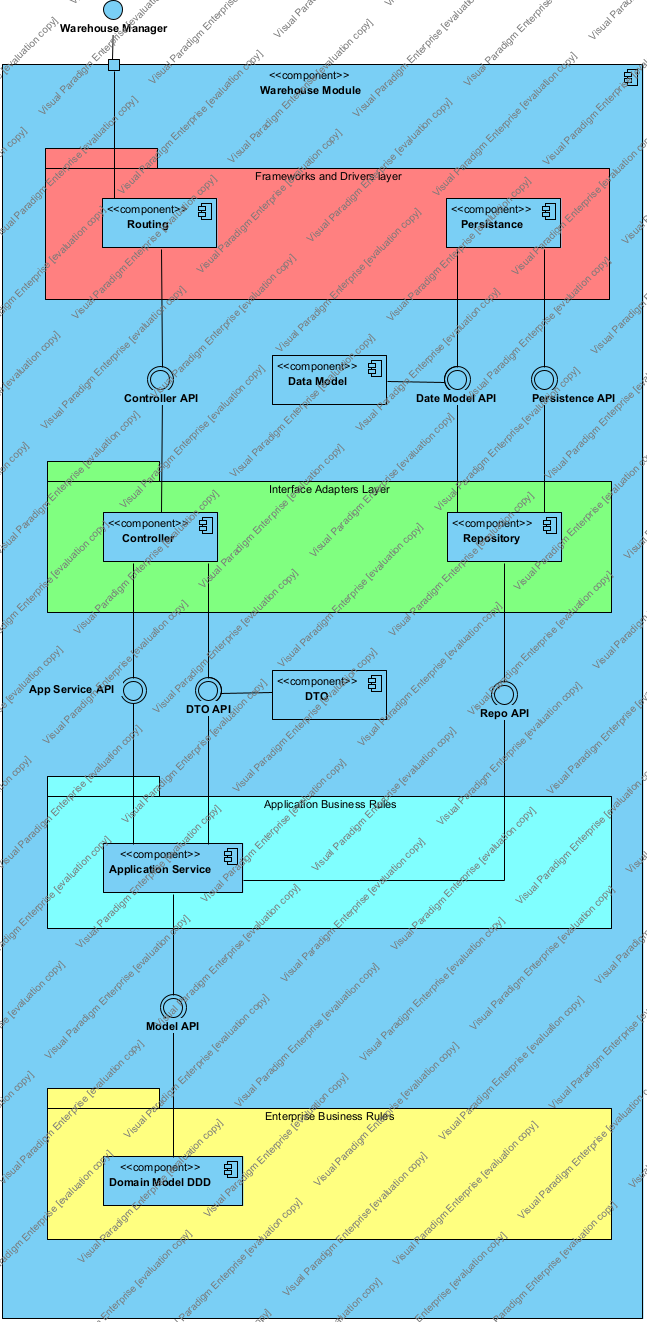 Warehouse Manager
<<component>>
Warehouse Module
Frameworks and Drivers layer
<<component>>
Routing
<<component>>
Persistance
Controller API
<<component>>
Data Model
Date Model API
Persistence API
Interface Adapters Layer
<<component>>
Controller
<<component>>
Repository
App Service API
DTO API
<<component>>
DTO
Repo API
Application Business Rules
<<component>>
Application Service
Model API
Enterprise Business Rules
<<component>>
Domain Model DDD
Visual Paradigm Enterprise [evaluation copy]